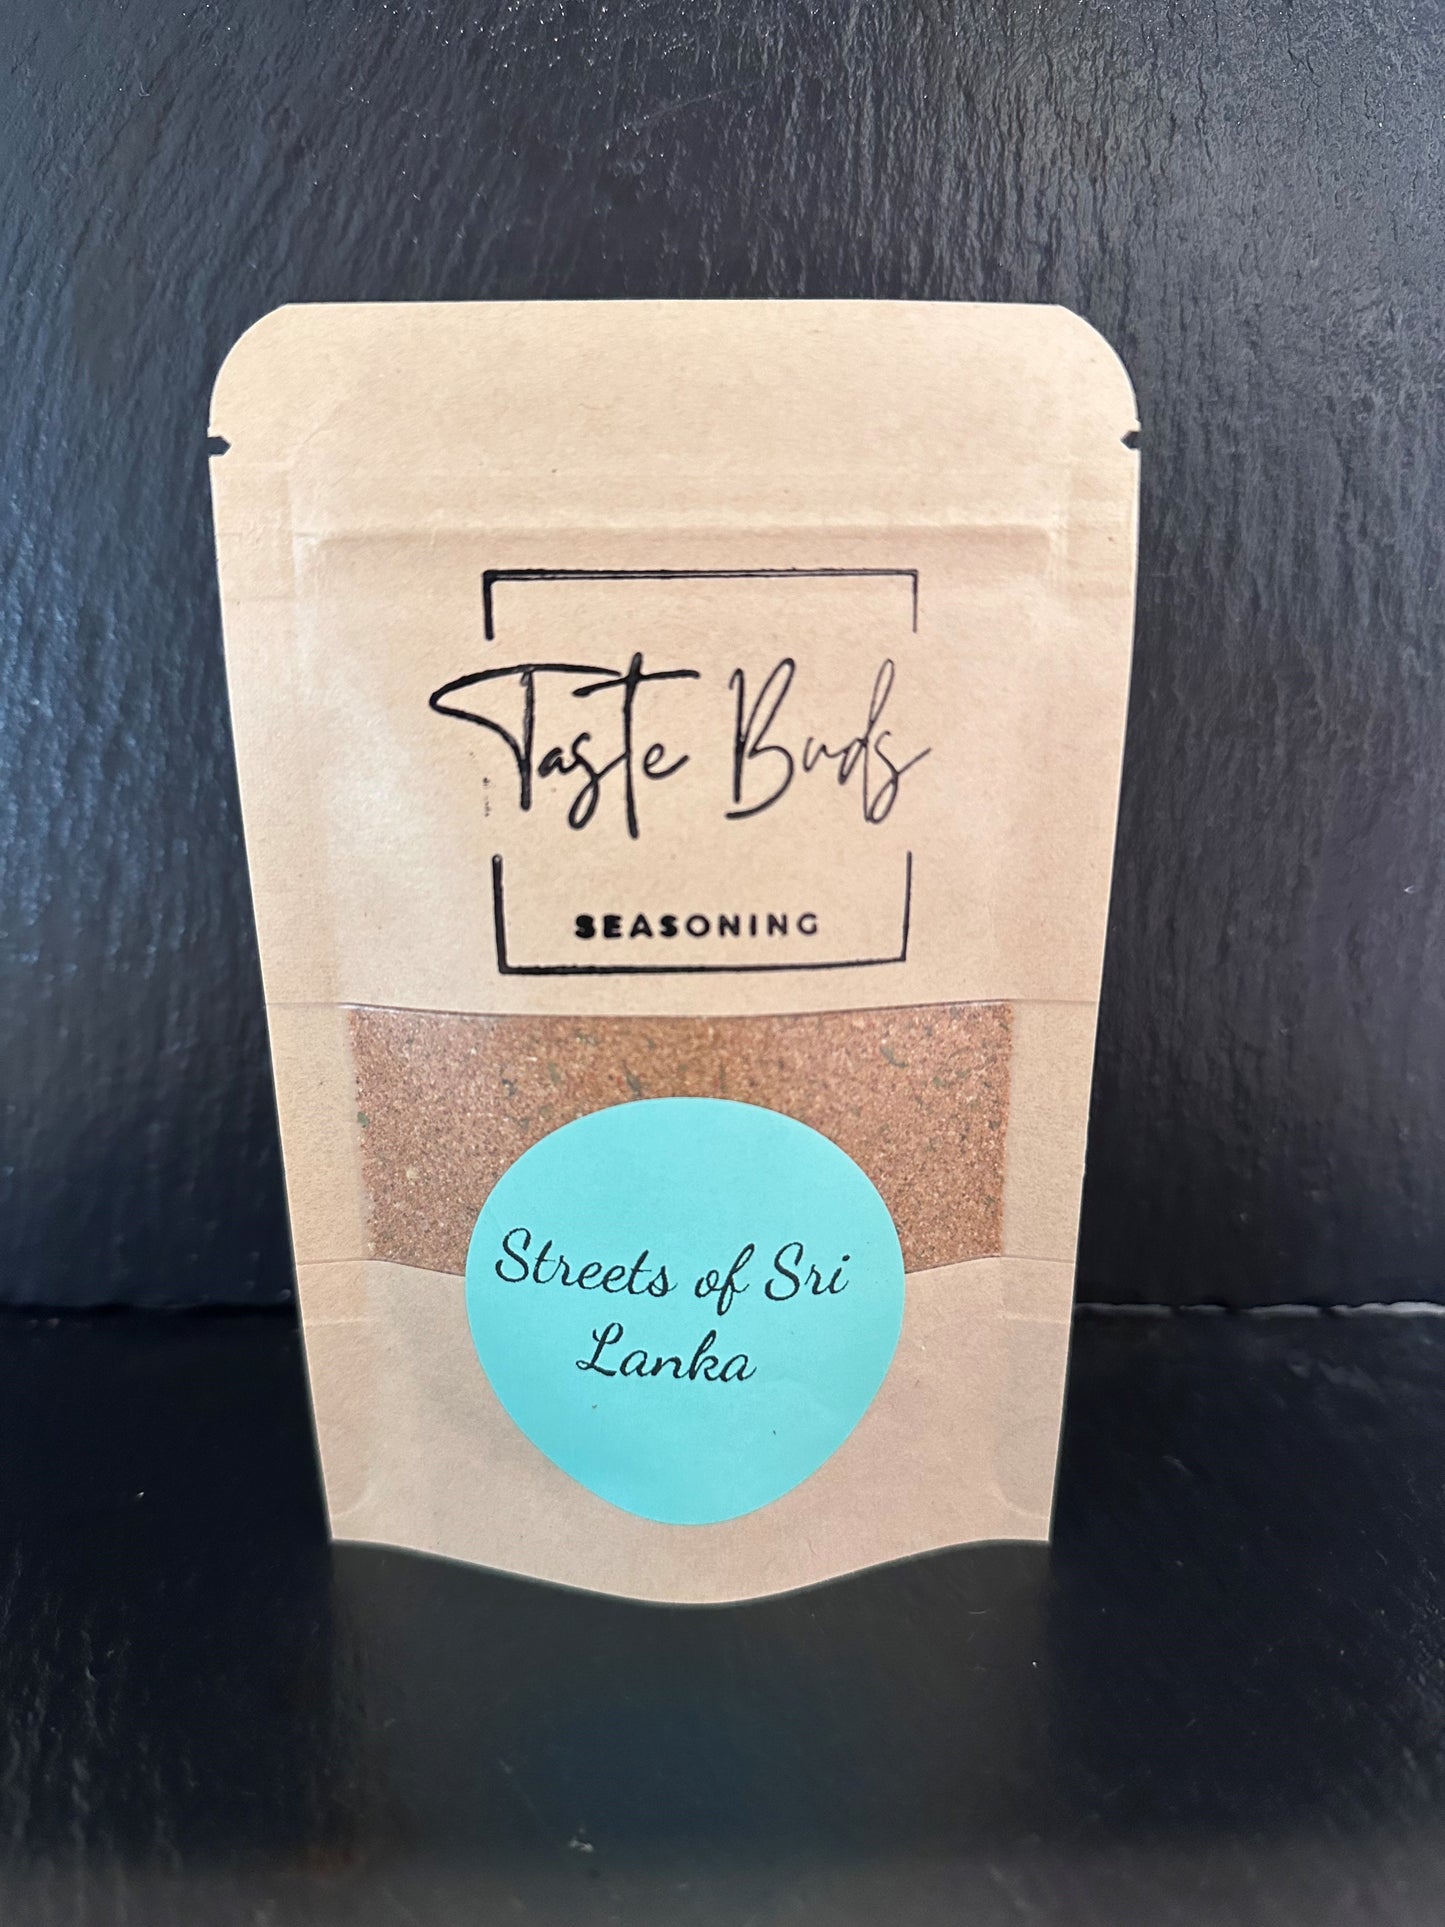 Taste Buds
SEASONING
Streets of Sri
Lanka